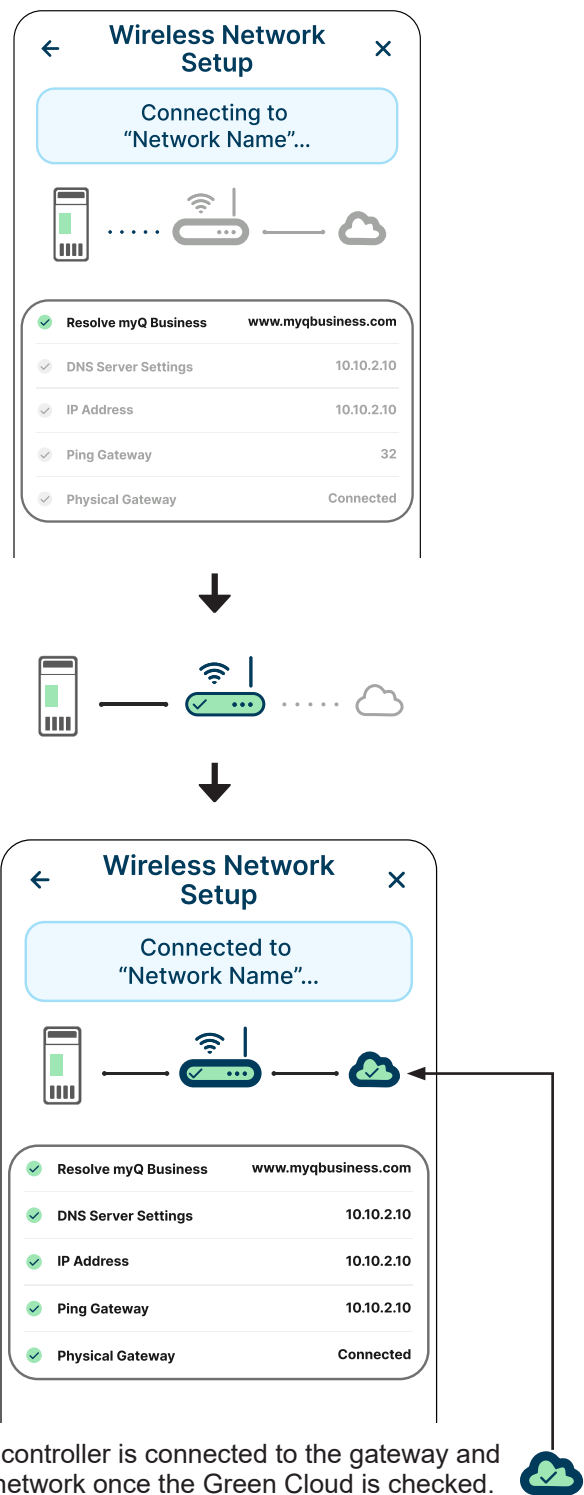 Wireless Network
Setup
Connecting to
“Network Name”...
Resolve myQ Business www.myqbusiness.com
DNS Server Settings 10.10.2.10
IP Address 10.10.2.10
Ping Gateway 32
Physical Gateway Connected
Wireless Network
Setup
Connected to
“Network Name”...
Resolve myQ Business www.myqbusiness.com
DNS Server Settings 10.10.2.10
IP Address 10.10.2.10
Ping Gateway 10.10.2.10
Physical Gateway Connected
controller is connected to the gateway and
network once the Green Cloud is checked.